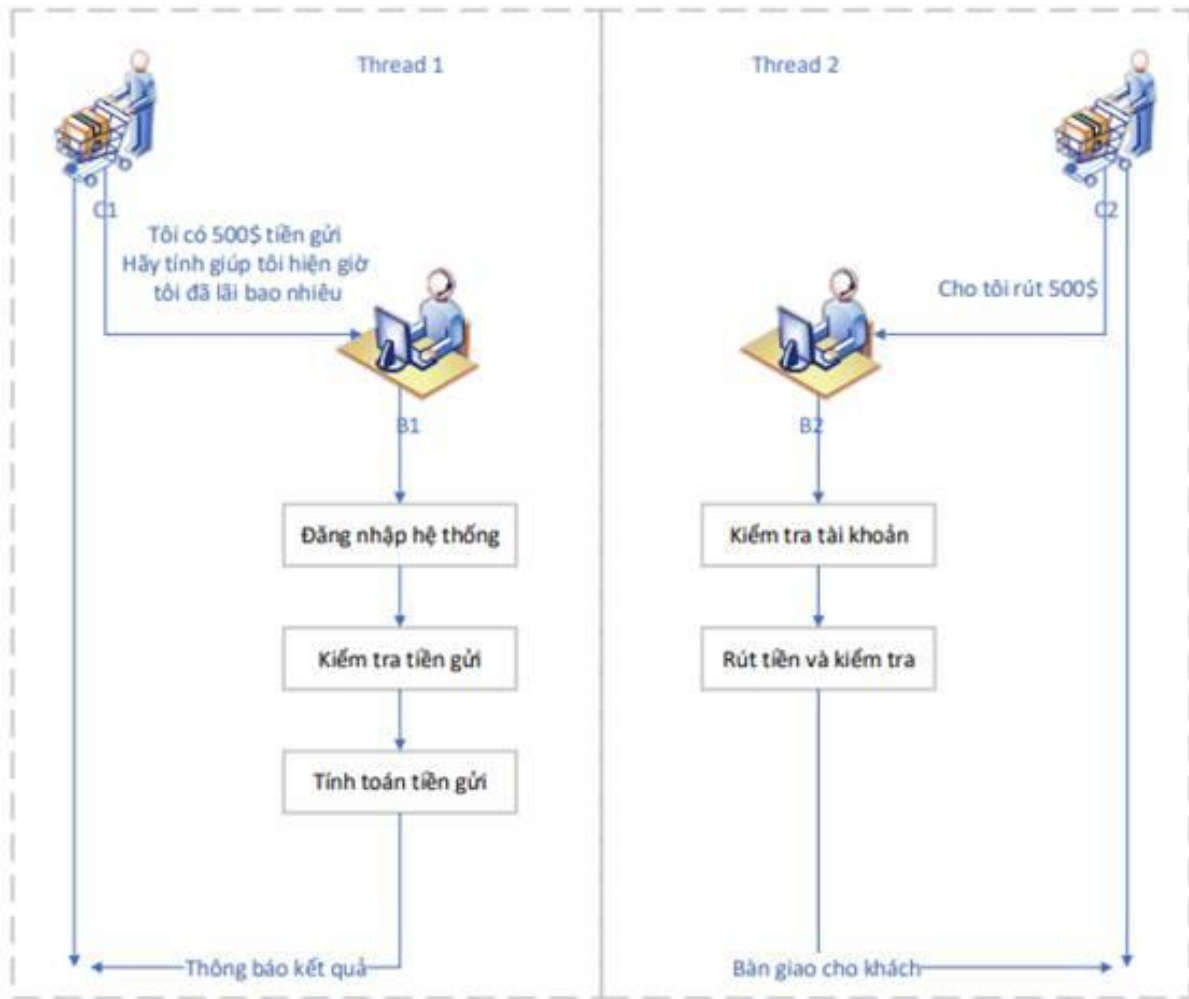 Thread 1
Thread 2
C1
C2
Tôi có 500$ tiền gửi
Hãy tính giúp tôi hiện giờ
tôi đã lãi bao nhiêu
Cho tôi rút 500$
B1
B2
Đăng nhập hệ thống
Kiểm tra tài khoản
Kiểm tra tiền gửi
Rút tiền và kiểm tra
Tính toán tiền gửi
Thông báo kết quả
Bàn giao cho khách